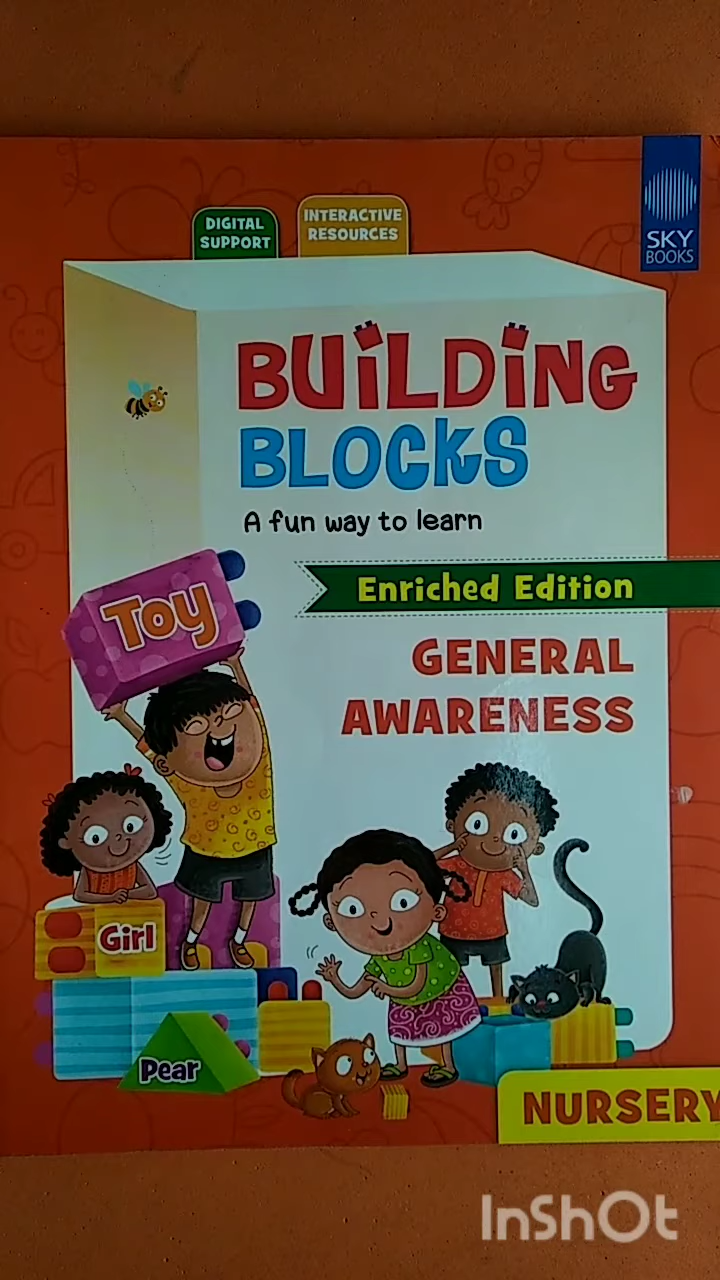 DIGITAL
SUPPORT
INTERACTIVE
RESOURCES
SKY
BOOKS
BUILDING
BLOCKS
A fun way to learn
Enriched Edition
GENERAL
AWARENESS
Toy
Girl
Pear
NURSERY
InShOt